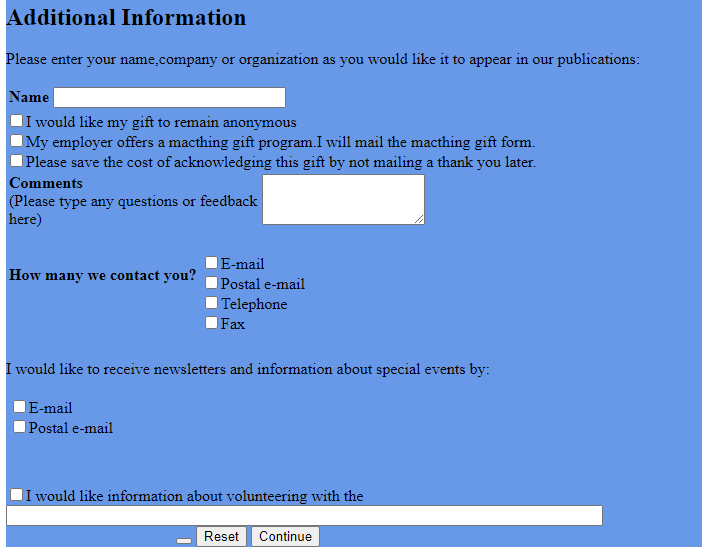 Additional Information
Please enter your name,company or organization as you would like it to appear in our publications:
Name
I would like my gift to remain anonymous
My employer offers a macthing gift program.I will mail the macthing gift form.
Please save the cost of acknowledging this gift by not mailing a thank you later.
Comments
(Please type any questions or feedback
here)
How many we contact you?
E-mail
Postal e-mail
Telephone
Fax
I would like to receive newsletters and information about special events by:
E-mail
Postal e-mail
I would like information about volunteering with the
Reset Continue